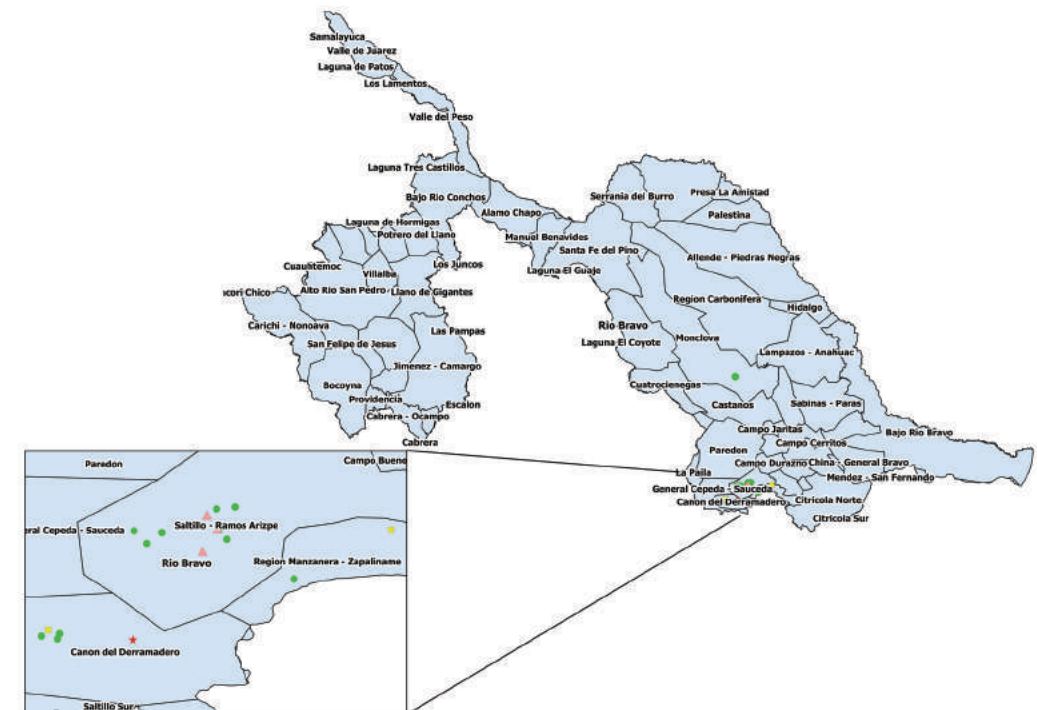 Samalayuca
Valle de Juarez
Laguna de Patos
Los Lamentos
Valle del Peso
Laguna Tres Castillos
Bajo Rio Conchos
Alamo Chapo
Serrania del Burro
Presa La Amistad
Palestina
Laguna de Hormigas
Potrero del Llano
Manuel Benavides
Santa Fe del Pino
Allende - Piedras Negras
Cuauhtemoc
Villalba
Los Juncos
Laguna El Guaje
Alto Rio San Pedro
Llano de Gigantes
Region Carbonifera
Hidalgo
Carichi - Nonoava
Las Pampas
Rio Bravo
San Felipe de Jesus
Laguna El Coyote
Monclova
Lampazos - Anahuac
Jimenez - Camargo
Bocoyna
Cuatrocienegas
Providencia
Escalon
Castanos
Sabinas - Paras
Cabrera - Ocampo
Campo Jaritas
Bajo Rio Bravo
Cabrera
Campo Cerritos
Paredon
Campo Durazno
China - General Bravo
La Paila
Mendez - San Fernando
General Cepeda - Sauceda
Canon del Derramadero
Citricola Norte
Citricola Sur
Paredon
Campo Bueno
Saltillo - Ramos Arizpe
eral Cepeda - Sauceda
Rio Bravo
Region Manzanera - Zapaliname
Canon del Derramadero
Saltillo Sur